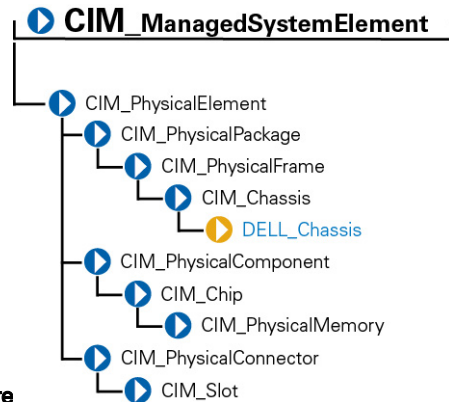 CIM_ManagedSystemElement
CIM_PhysicalElement
CIM_PhysicalPackage
CIM_PhysicalFrame
CIM_Chassis
DELL_Chassis
CIM_PhysicalComponent
CIM_Chip
CIM_PhysicalMemory
CIM_PhysicalConnector
CIM_Slot